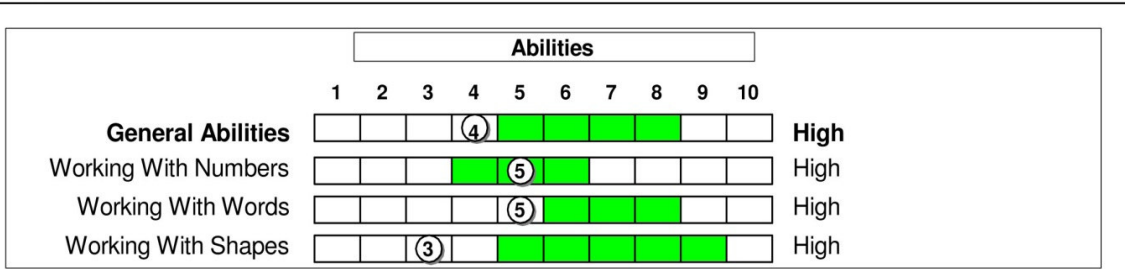 Abilities
1 2 3 4 5 6 7 8 9 10
General Abilities 4 High
Working With Numbers 5 High
Working With Words 5 High
Working With Shapes 3 High